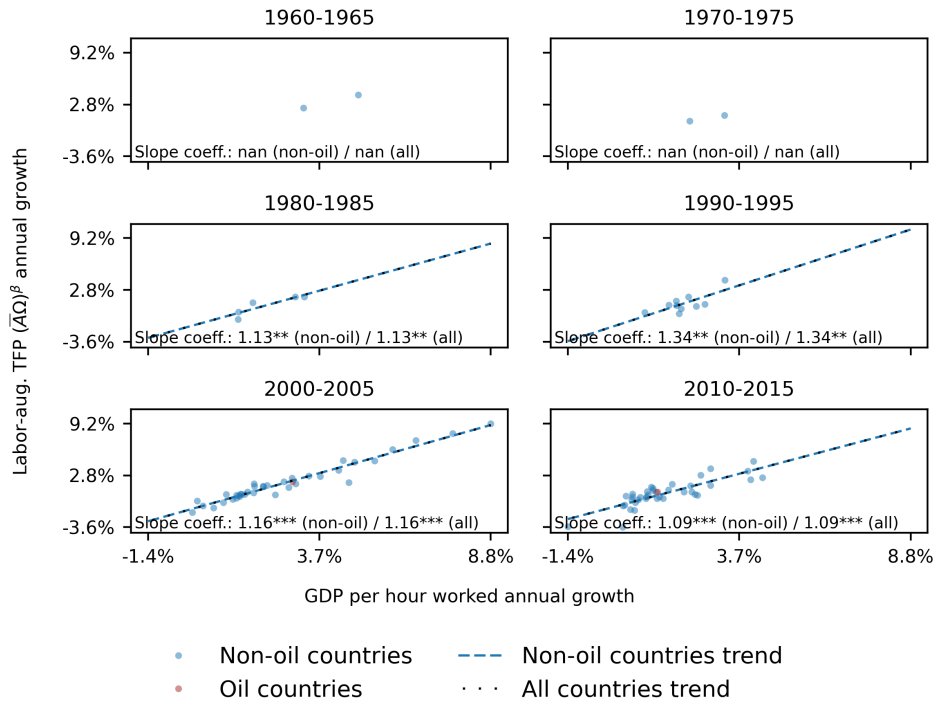 1960-1965
1970-1975
9.2%
2.8%
-3.6%
Slope coeff.: nan (non-oil) / nan (all)
Slope coeff.: nan (non-oil) / nan (all)
1980-1985
1990-1995
9.2%
2.8%
-3.6%
Slope coeff.: 1.13** (non-oil) / 1.13** (all)
Slope coeff.: 1.34** (non-oil) / 1.34** (all)
2000-2005
2010-2015
9.2%
2.8%
-3.6%
Slope coeff.: 1.16*** (non-oil) / 1.16*** (all)
Slope coeff.: 1.09*** (non-oil) / 1.09*** (all)
-1.4%
3.7%
8.8%
-1.4%
3.7%
8.8%
Labor-aug. TFP (A̅Ω)^β annual growth
GDP per hour worked annual growth
Non-oil countries
Oil countries
Non-oil countries trend
All countries trend